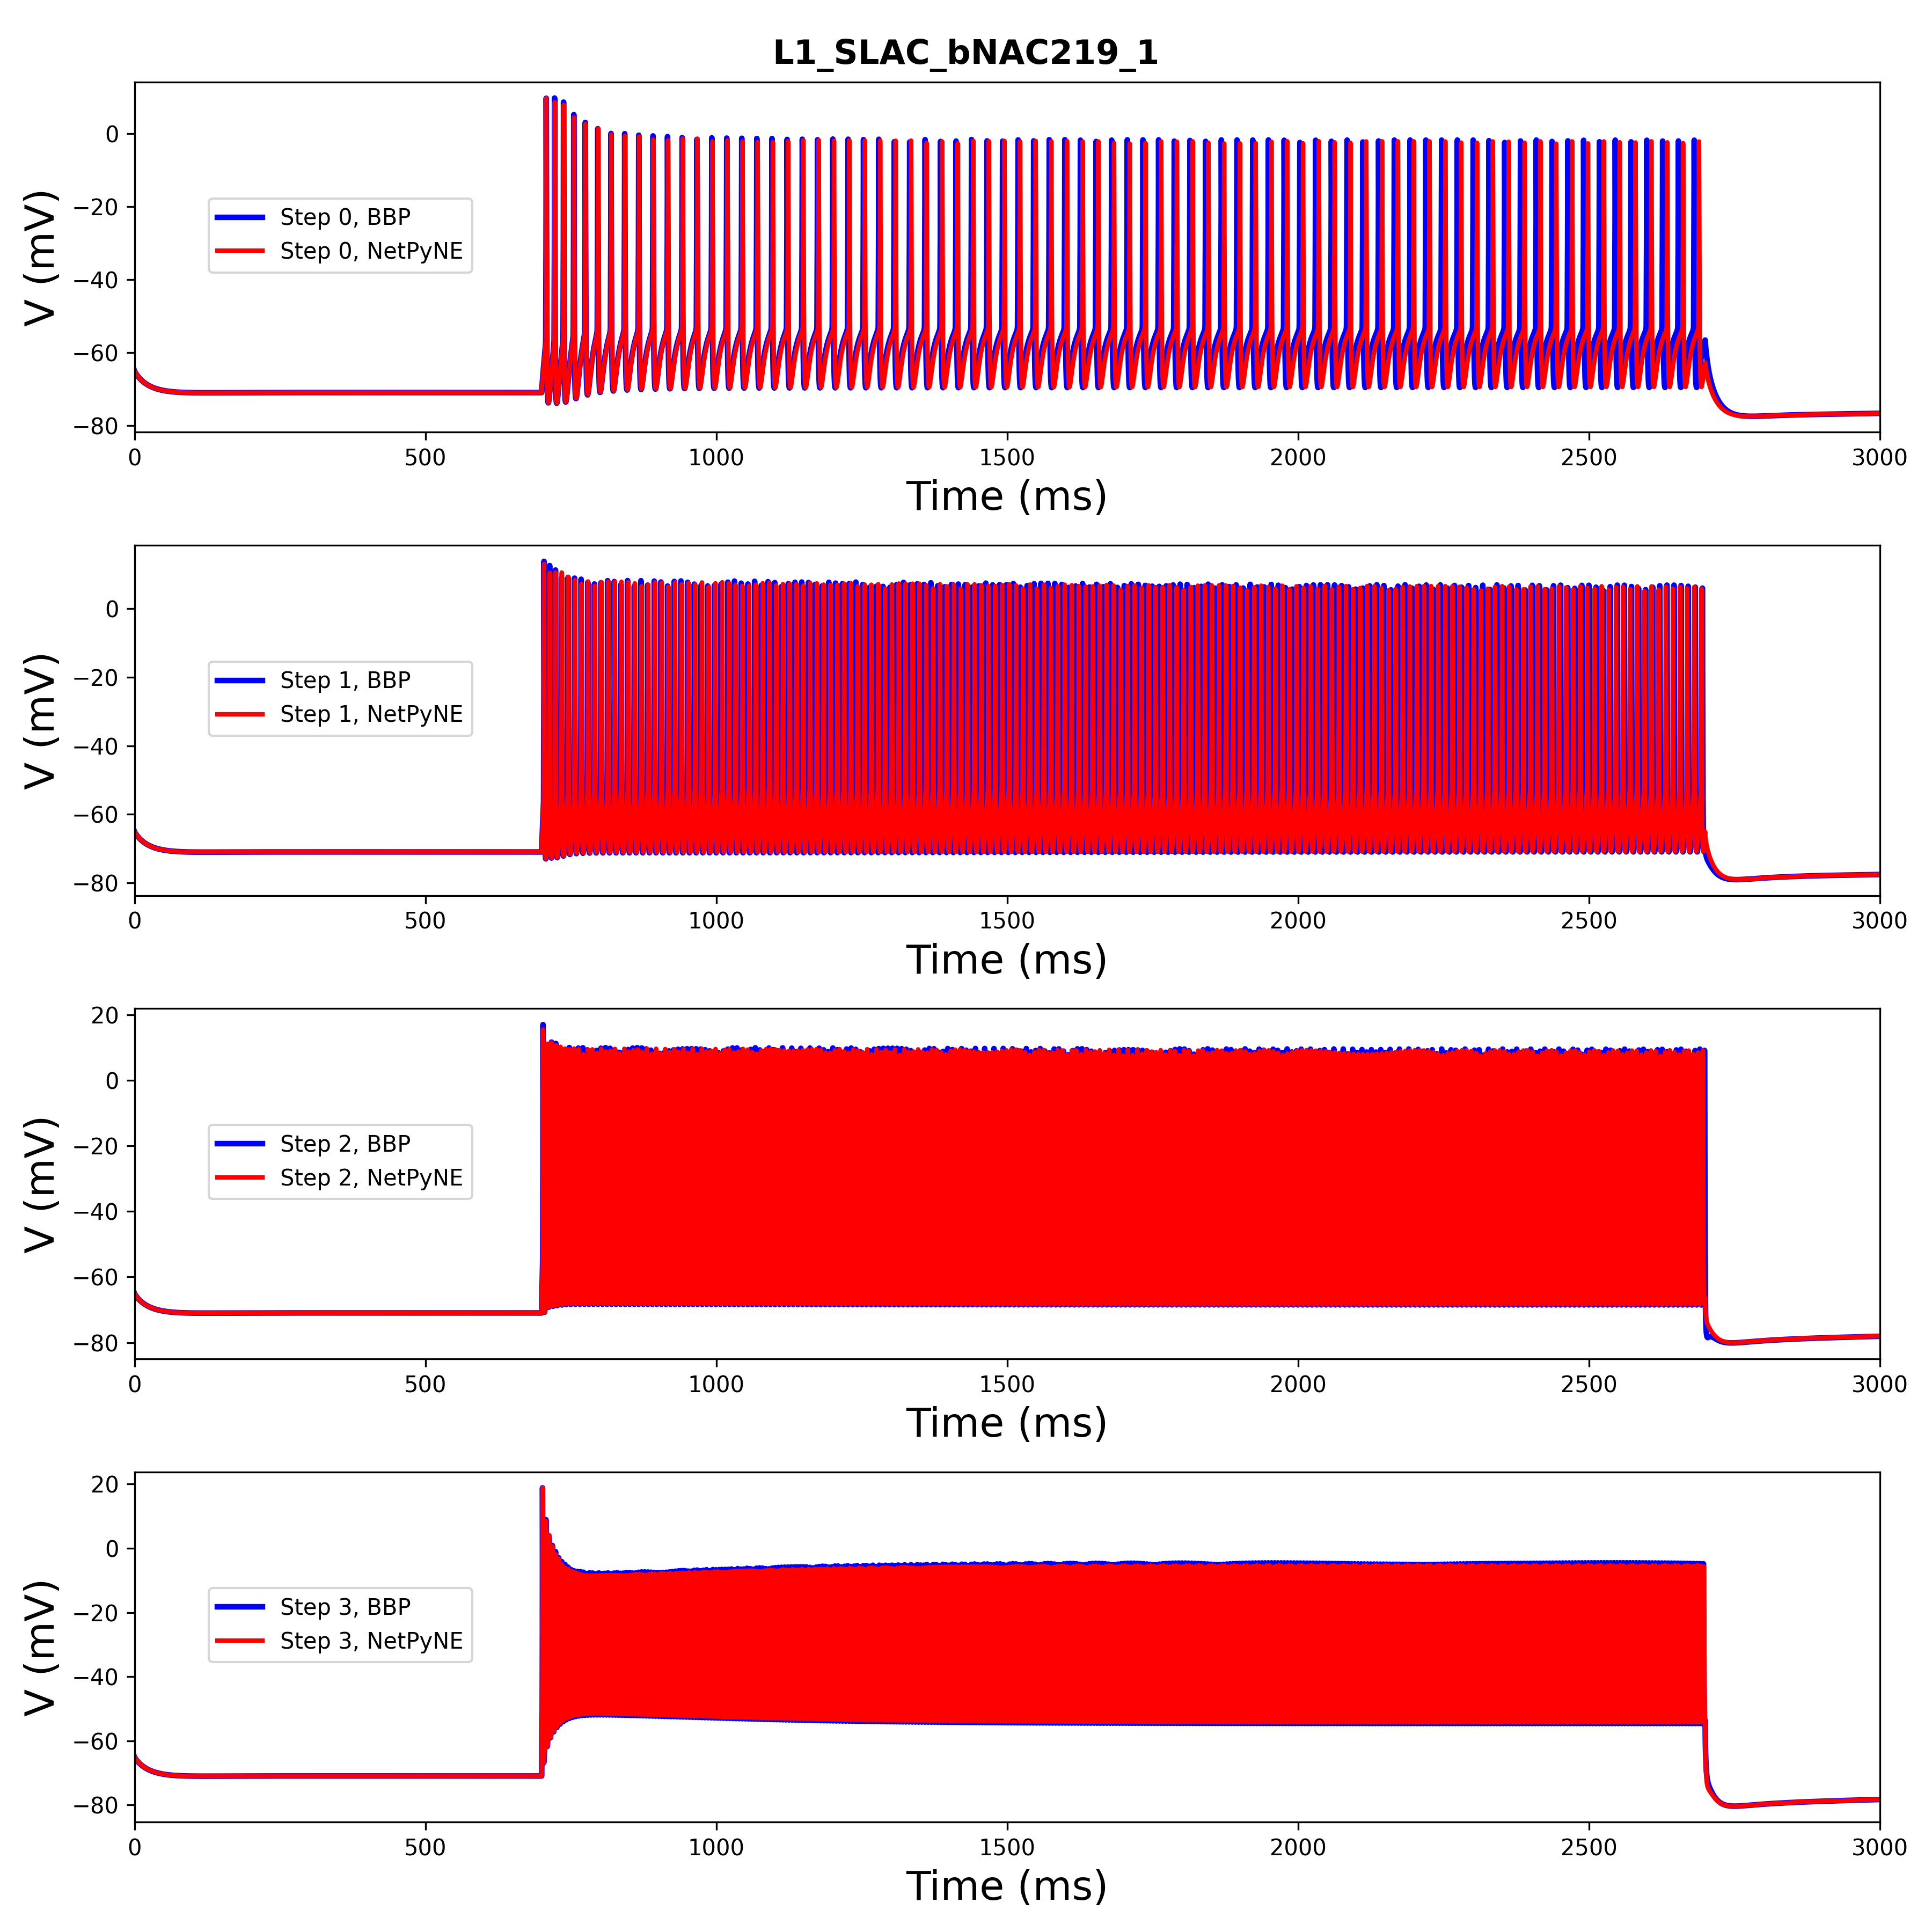 L1_SLAC_bNAC219_1
V (mV)
0
−20
−40
−60
−80
Step 0, BBP
Step 0, NetPyNE
0 500 1000 1500 2000 2500 3000
Time (ms)
V (mV)
0
−20
−40
−60
−80
Step 1, BBP
Step 1, NetPyNE
0 500 1000 1500 2000 2500 3000
Time (ms)
V (mV)
20
0
−20
−40
−60
−80
Step 2, BBP
Step 2, NetPyNE
0 500 1000 1500 2000 2500 3000
Time (ms)
V (mV)
20
0
−20
−40
−60
−80
Step 3, BBP
Step 3, NetPyNE
0 500 1000 1500 2000 2500 3000
Time (ms)